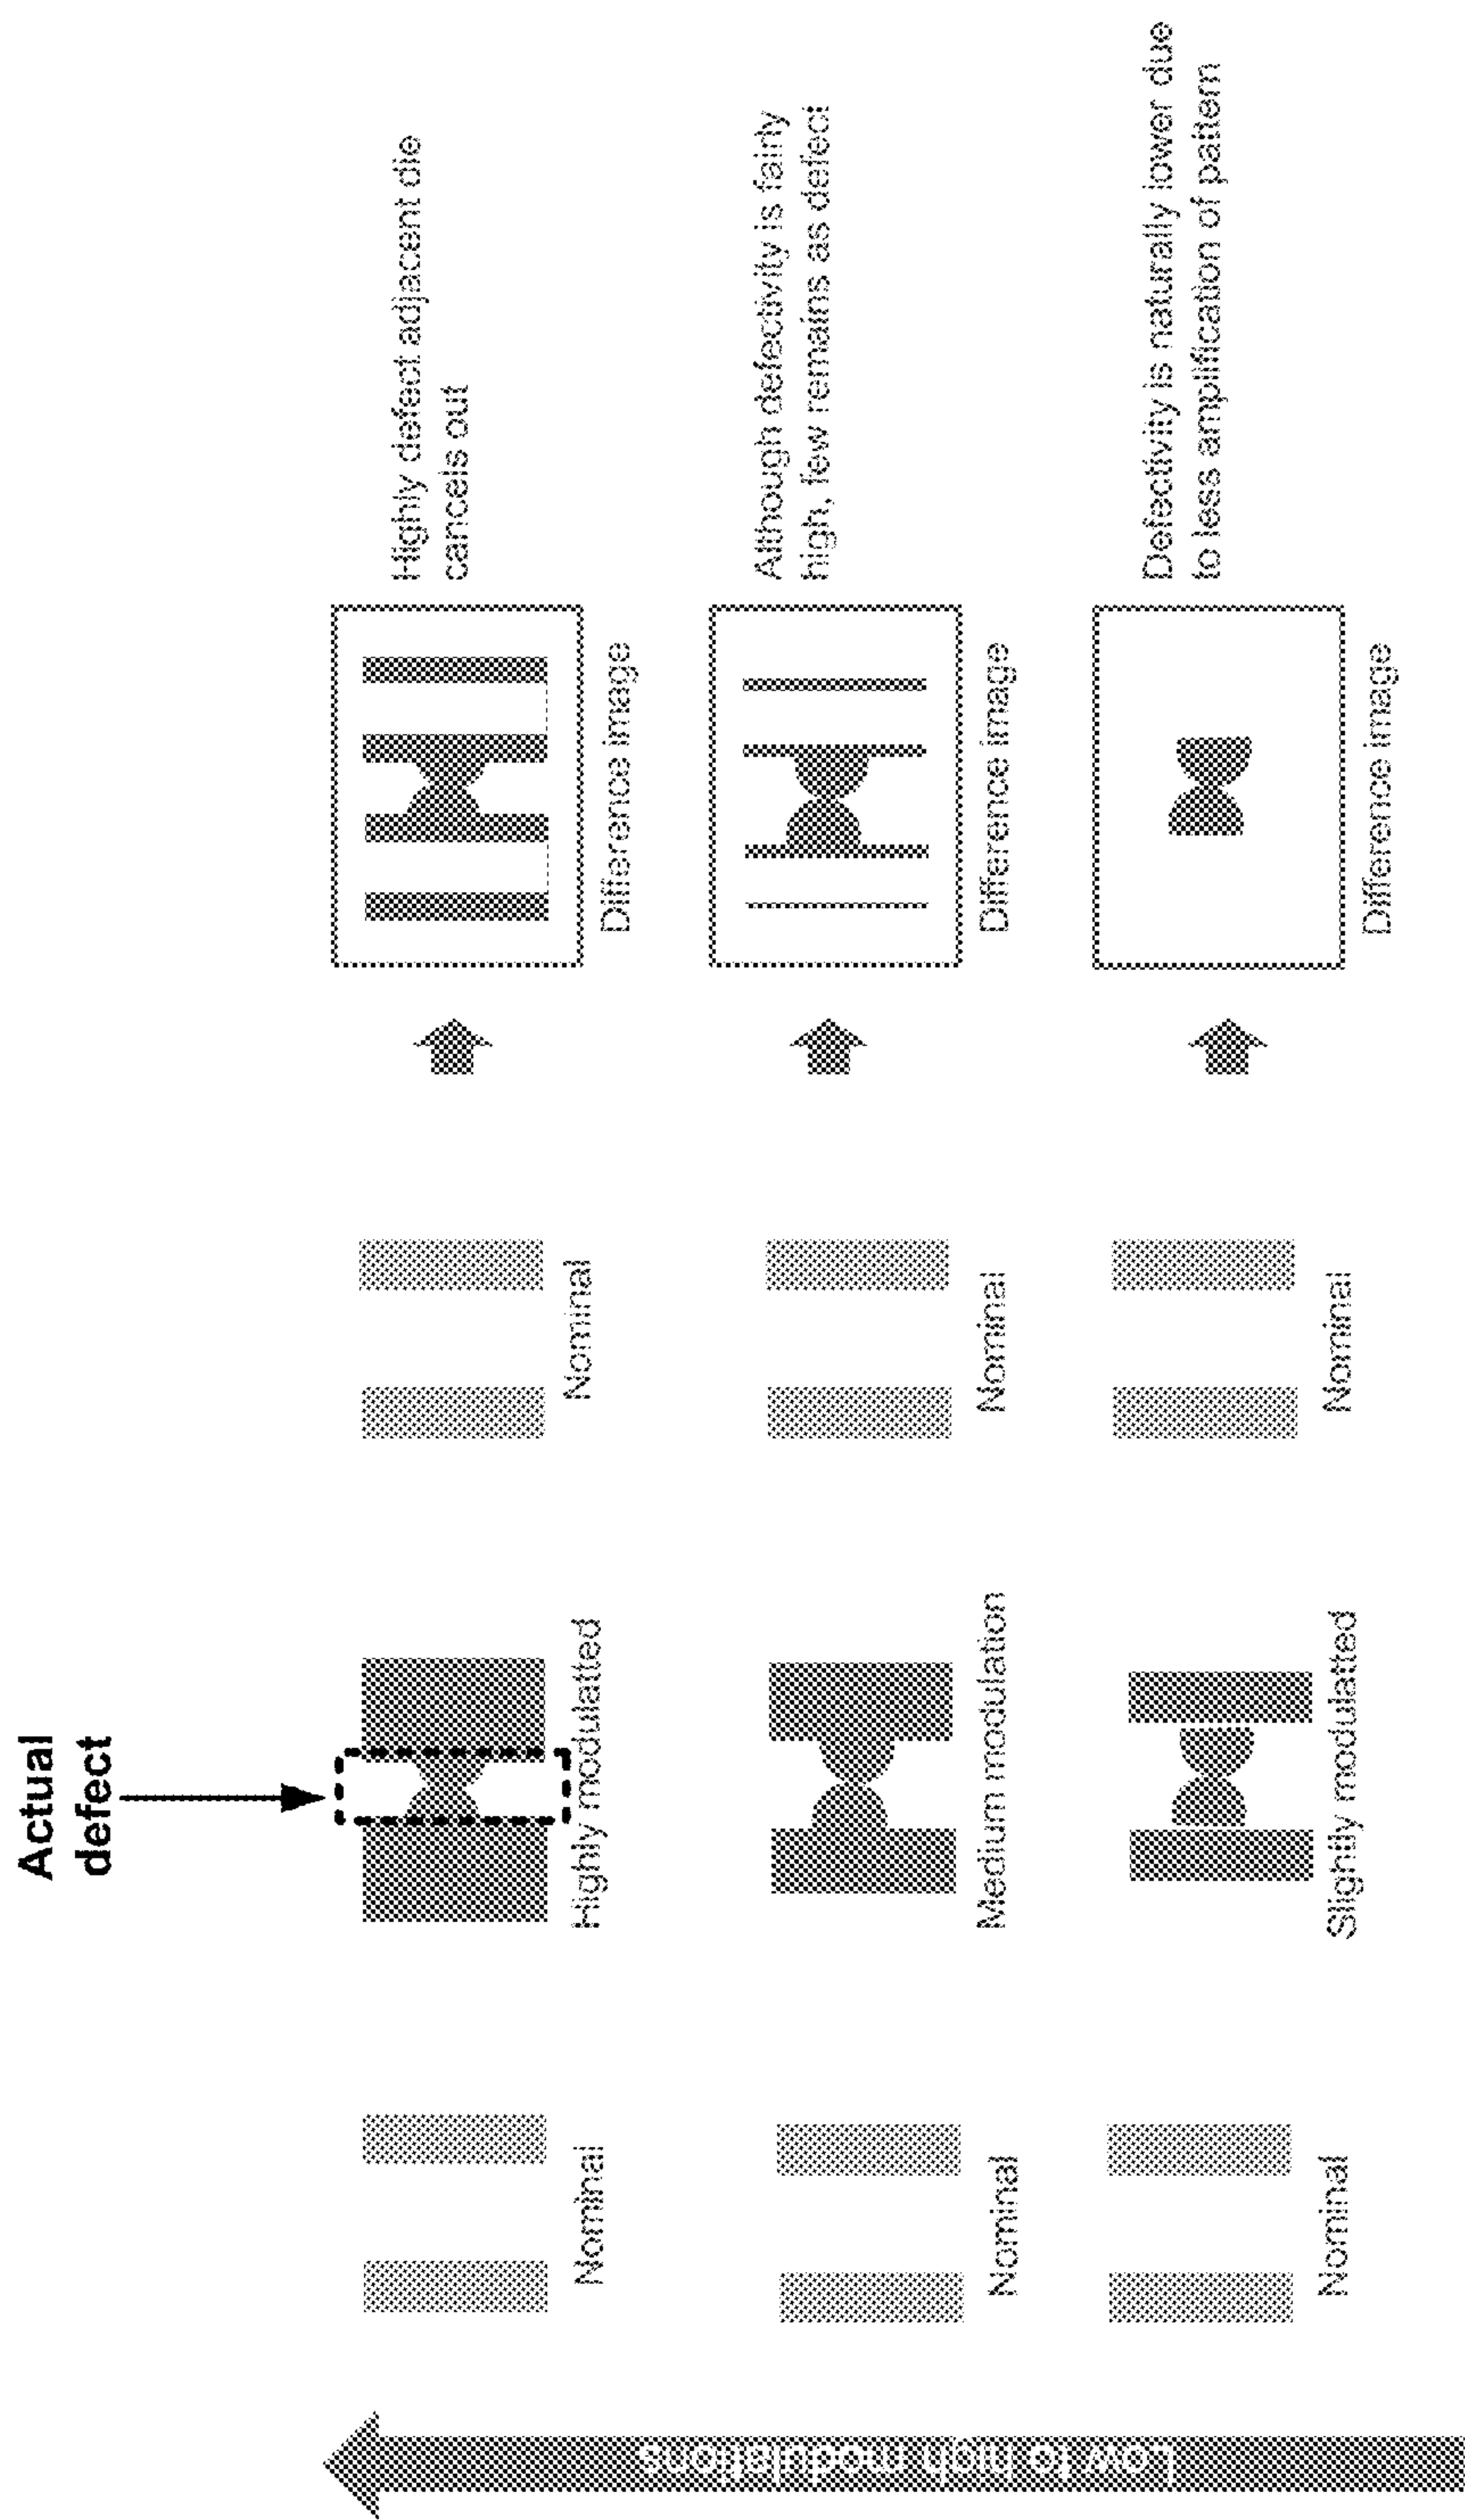 Actual
defect
Highly defect adjacent die
cancels out
Nominal
Highly modulatted
Nominal
Difference image
Although defectivity is fairly
high, few remains as defect
Nominal
Medium modulation
Nominal
Difference image
Defectivity is naturally lower due
to less amplification of pattern
Nominal
Slightly modulatted
Nominal
Difference image
Low to high modulations